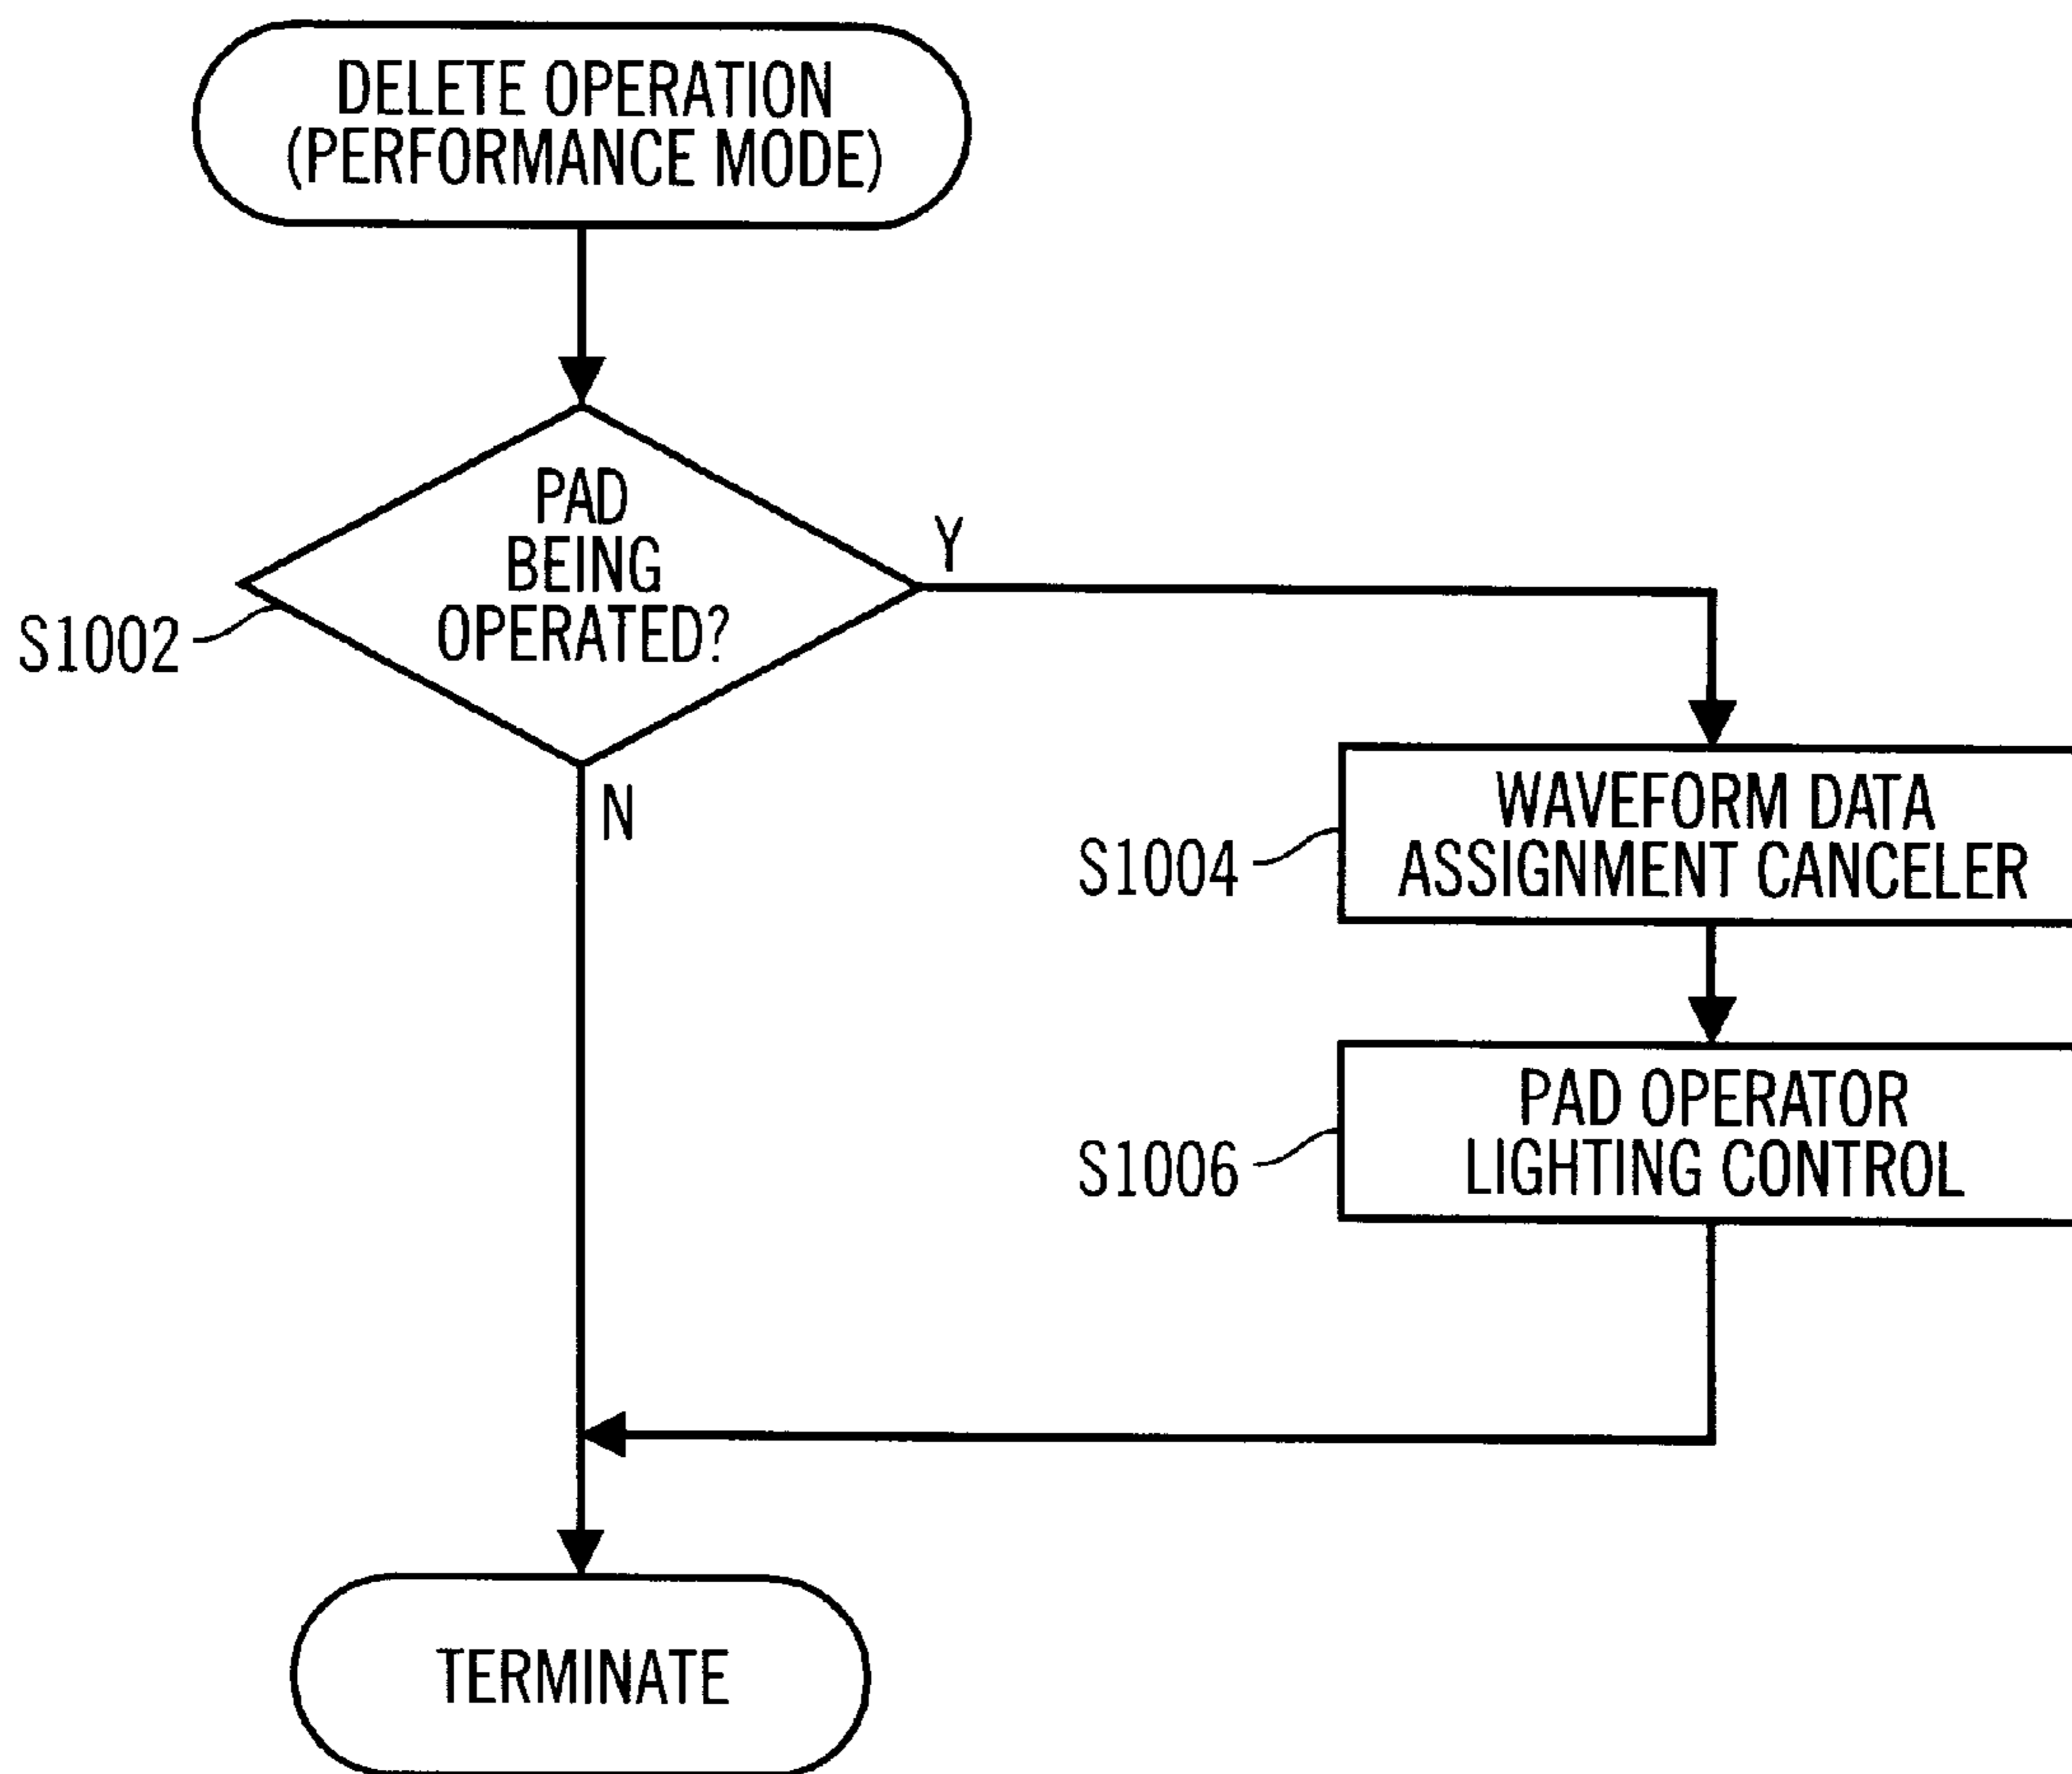 DELETE OPERATION
(PERFORMANCE MODE)
PAD
BEING
OPERATED?
Y
S1002
N
WAVEFORM DATA
ASSIGNMENT CANCELER
S1004
PAD OPERATOR
LIGHTING CONTROL
S1006
TERMINATE